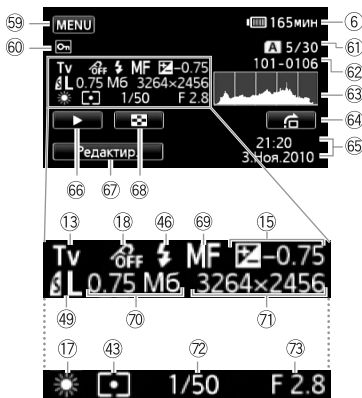 59 MENU 165мин 6
60 A 5/30 61
101-0106 62
Tv OFF MF -0.75
L 0.75 Мб 3264×2456 63
1/50 F 2.8
64
21:20
3.Ноя.2010 65
Редактир.
66 67 68
13 18 46 69 15
Tv OFF MF -0.75
L 0.75 Мб 3264×2456
49 70 71
17 43 72 73
1/50 F 2.8